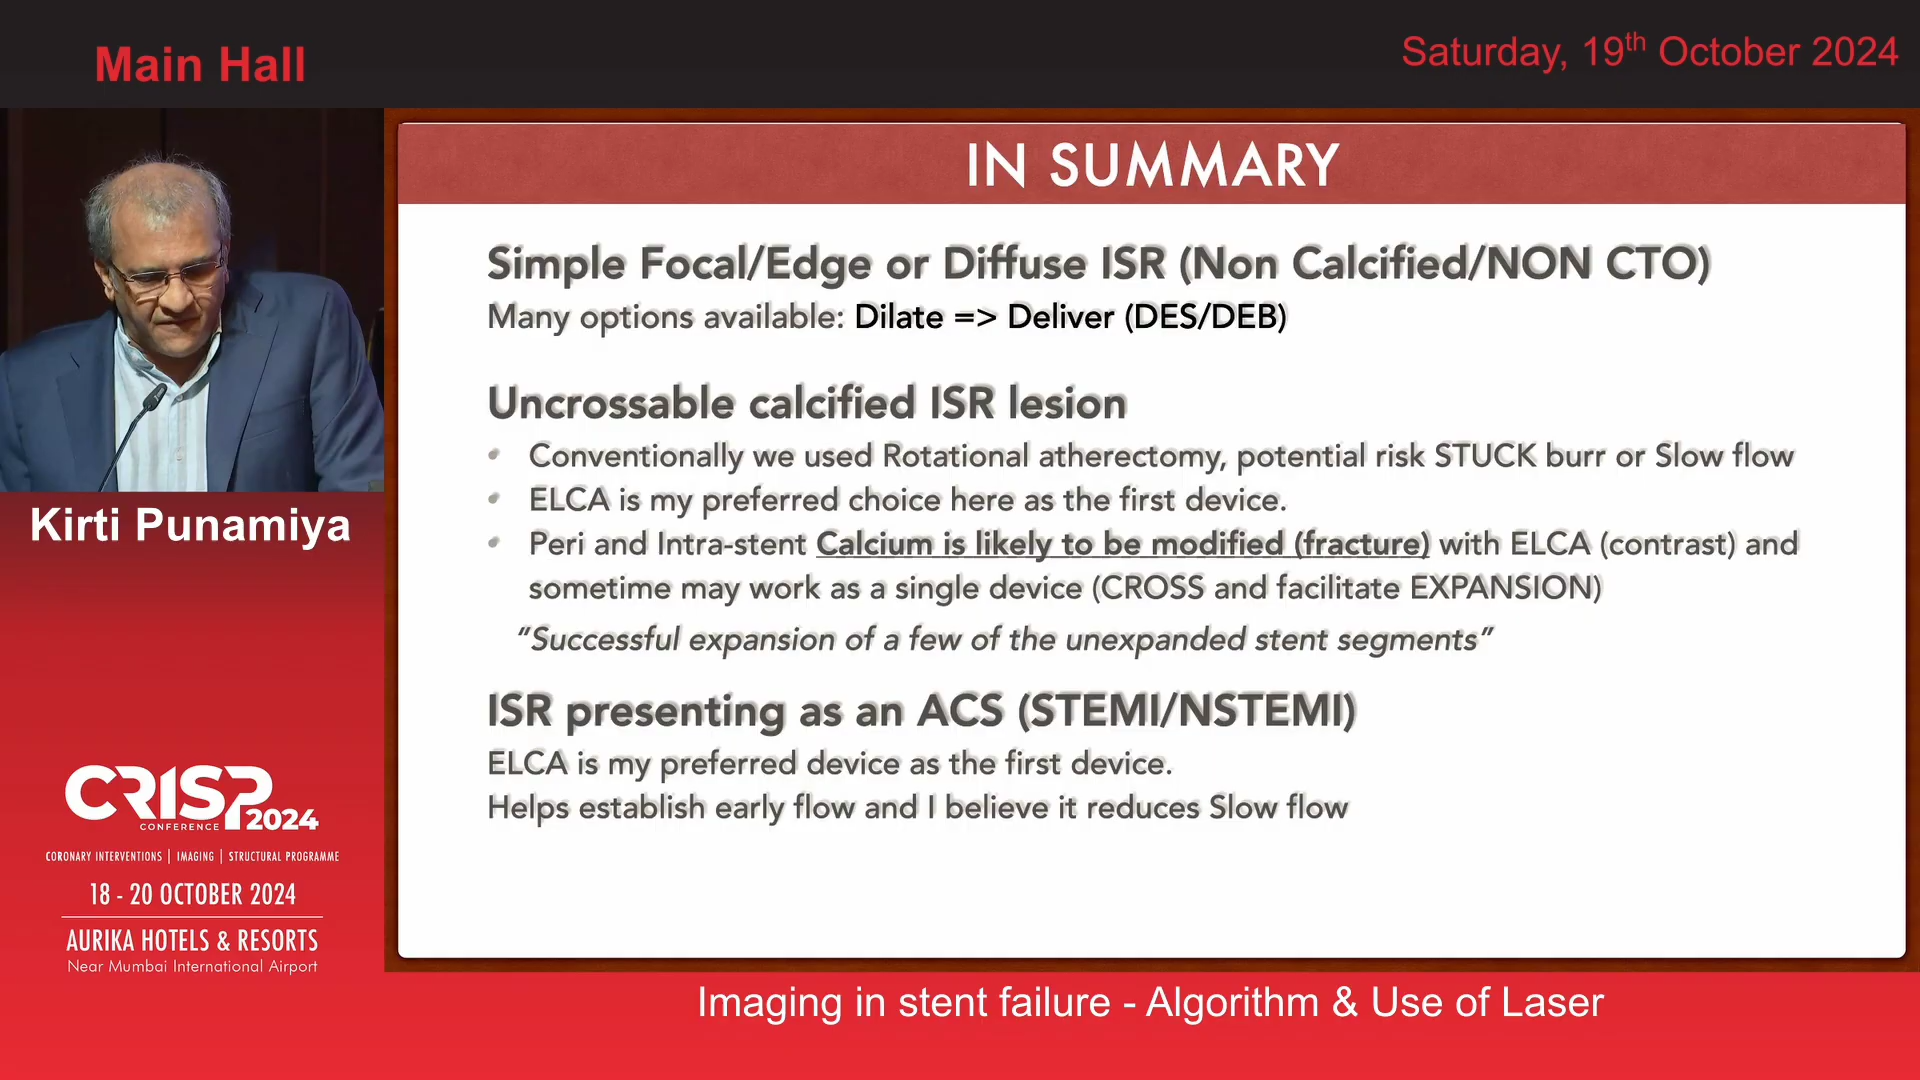 Main Hall
Saturday, 19th October 2024
IN SUMMARY
Simple Focal/Edge or Diffuse ISR (Non Calcified/NON CTO)
Many options available: Dilate => Deliver (DES/DEB)
Uncrossable calcified ISR lesion
• Conventionally we used Rotational atherectomy, potential risk STUCK burr or Slow flow
• ELCA is my preferred choice here as the first device.
• Peri and Intra-stent Calcium is likely to be modified (fracture) with ELCA (contrast) and
sometime may work as a single device (CROSS and facilitate EXPANSION)
"Successful expansion of a few of the unexpanded stent segments"
ISR presenting as an ACS (STEMI/NSTEMI)
ELCA is my preferred device as the first device.
Helps establish early flow and I believe it reduces Slow flow
Kirti Punamiya
CRISP
CONFERENCE 2024
CORONARY INTERVENTIONS | IMAGING | STRUCTURAL PROGRAMME
18 - 20 OCTOBER 2024
AURIKA HOTELS & RESORTS
Near Mumbai International Airport
Imaging in stent failure - Algorithm & Use of Laser